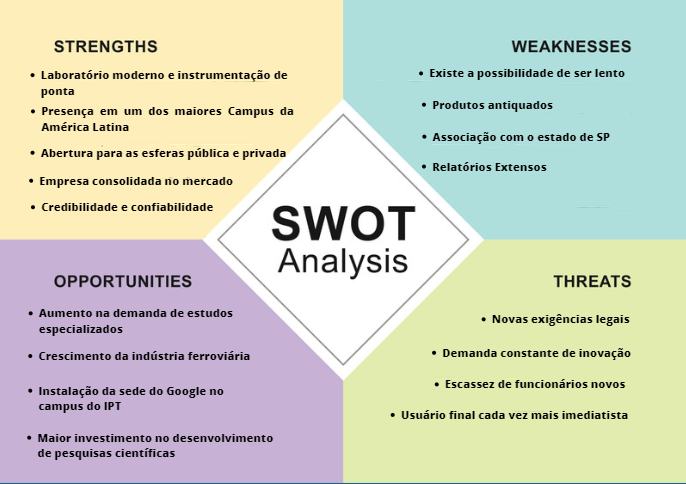 STRENGTHS
• Laboratório moderno e instrumentação de
ponta
• Presença em um dos maiores Campus da
América Latina
• Abertura para as esferas pública e privada
• Empresa consolidada no mercado
• Credibilidade e confiabilidade
WEAKNESSES
• Existe a possibilidade de ser lento
• Produtos antiquados
• Associação com o estado de SP
• Relatórios Extensos
SWOT
Analysis
OPPORTUNITIES
• Aumento na demanda de estudos
especializados
• Crescimento da indústria ferroviária
• Instalação da sede do Google no
campus do IPT
• Maior investimento no desenvolvimento
de pesquisas científicas
THREATS
• Novas exigências legais
• Demanda constante de inovação
• Escassez de funcionários novos
• Usuário final cada vez mais imediatista